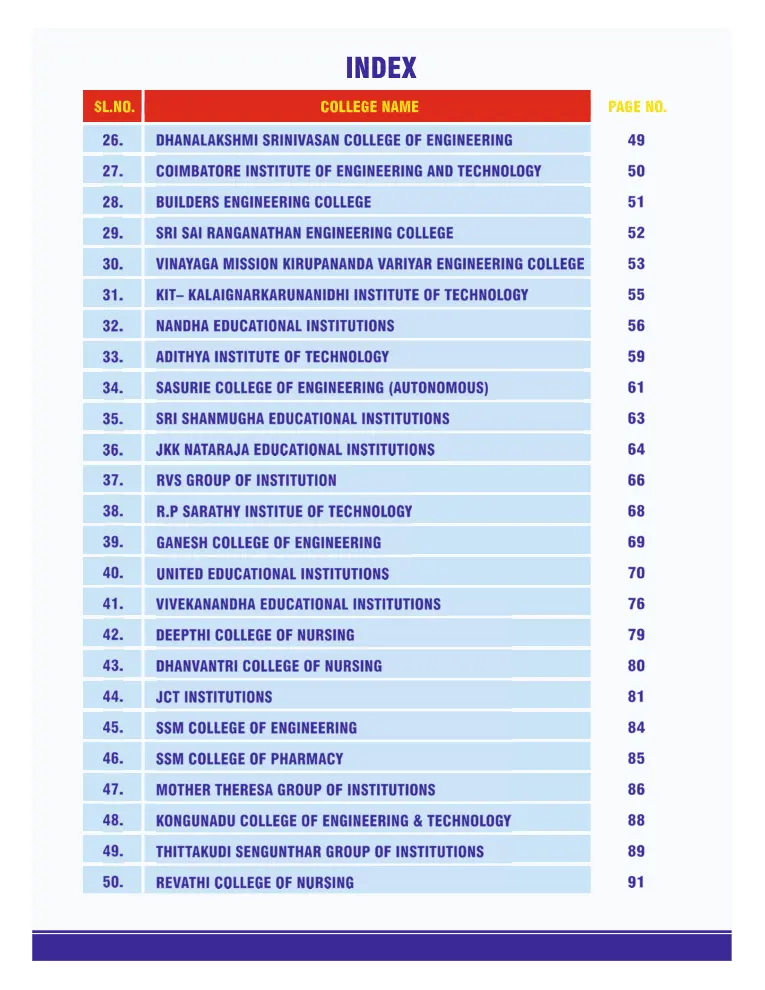 INDEX
SL.NO. COLLEGE NAME PAGE NO.
26. DHANALAKSHMI SRINIVASAN COLLEGE OF ENGINEERING 49
27. COIMBATORE INSTITUTE OF ENGINEERING AND TECHNOLOGY 50
28. BUILDERS ENGINEERING COLLEGE 51
29. SRI SAI RANGANATHAN ENGINEERING COLLEGE 52
30. VINAYAGA MISSION KIRUPANANDA VARIYAR ENGINEERING COLLEGE 53
31. KIT– KALAIGNARKARUNANIDHI INSTITUTE OF TECHNOLOGY 55
32. NANDHA EDUCATIONAL INSTITUTIONS 56
33. ADITHYA INSTITUTE OF TECHNOLOGY 59
34. SASURIE COLLEGE OF ENGINEERING (AUTONOMOUS) 61
35. SRI SHANMUGHA EDUCATIONAL INSTITUTIONS 63
36. JKK NATARAJA EDUCATIONAL INSTITUTIONS 64
37. RVS GROUP OF INSTITUTION 66
38. R.P SARATHY INSTITUE OF TECHNOLOGY 68
39. GANESH COLLEGE OF ENGINEERING 69
40. UNITED EDUCATIONAL INSTITUTIONS 70
41. VIVEKANANDHA EDUCATIONAL INSTITUTIONS 76
42. DEEPTHI COLLEGE OF NURSING 79
43. DHANVANTRI COLLEGE OF NURSING 80
44. JCT INSTITUTIONS 81
45. SSM COLLEGE OF ENGINEERING 84
46. SSM COLLEGE OF PHARMACY 85
47. MOTHER THERESA GROUP OF INSTITUTIONS 86
48. KONGUNADU COLLEGE OF ENGINEERING & TECHNOLOGY 88
49. THITTAKUDI SENGUNTHAR GROUP OF INSTITUTIONS 89
50. REVATHI COLLEGE OF NURSING 91